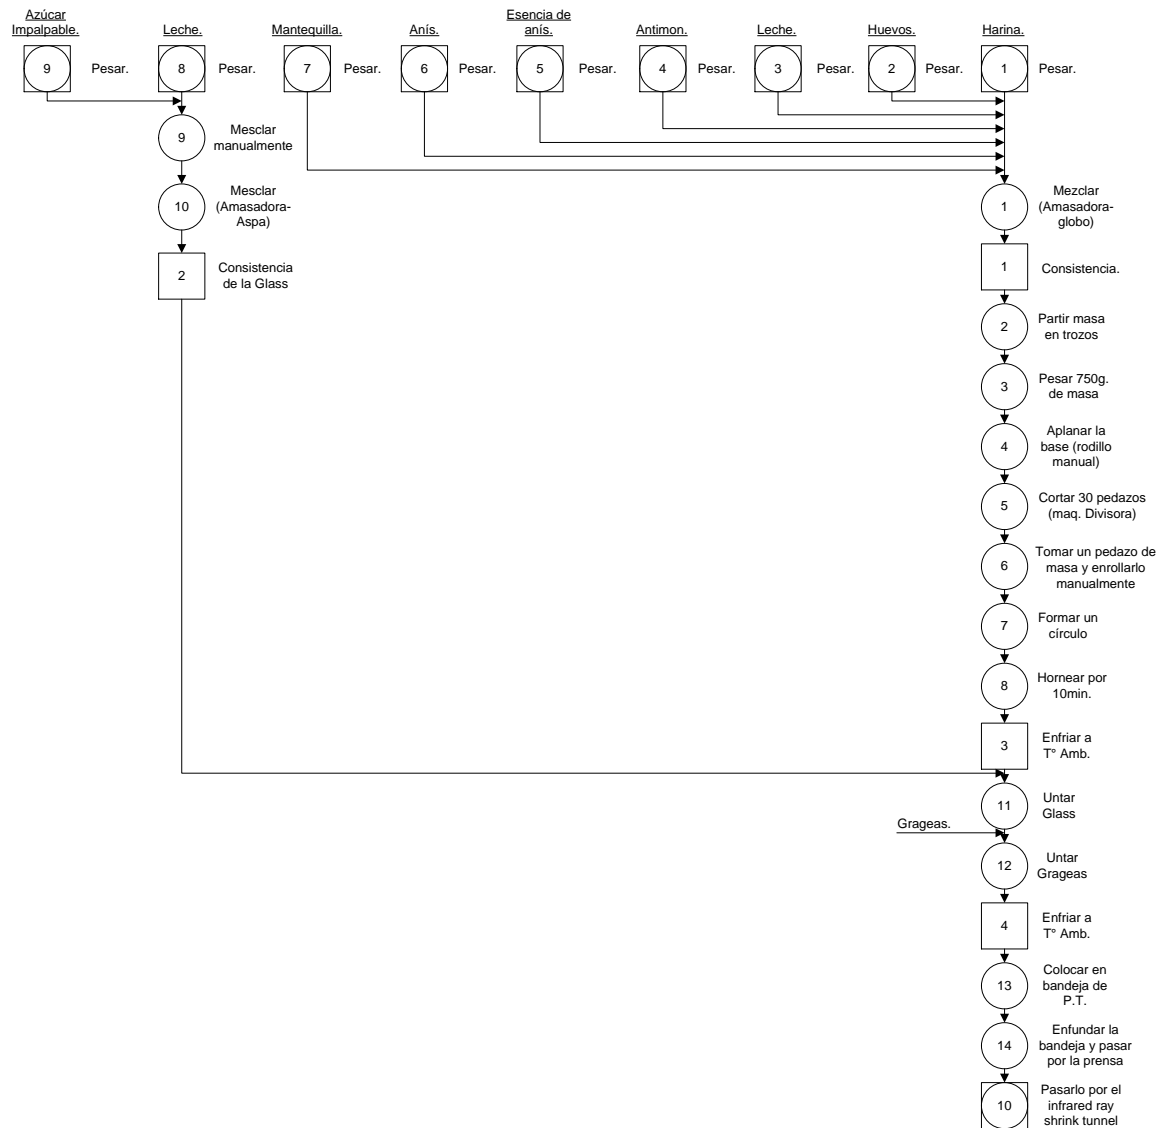 Azúcar
Impalpable.
Leche.
Mantequilla.
Anís.
Esencia de
anís.
Antimon.
Leche.
Huevos.
Harina.
9
Pesar.
8
Pesar.
7
Pesar.
6
Pesar.
5
Pesar.
4
Pesar.
3
Pesar.
2
Pesar.
1
Pesar.
9
Mesclar
manualmente
10
Mesclar
(Amasadora-
Aspa)
2
Consistencia
de la Glass
1
Mezclar
(Amasadora-
globo)
1
Consistencia.
2
Partir masa
en trozos
3
Pesar 750g.
de masa
4
Aplanar la
base (rodillo
manual)
5
Cortar 30 pedazos
(maq. Divisora)
6
Tomar un pedazo de
masa y enrollarlo
manualmente
7
Formar un
círculo
8
Hornear por
10min.
3
Enfriar a
T° Amb.
11
Untar
Glass
Grageas.
12
Untar
Grageas
4
Enfriar a
T° Amb.
13
Colocar en
bandeja de
P.T.
14
Enfundar la
bandeja y pasar
por la prensa
10
Pasarlo por el
infrared ray
shrink tunnel